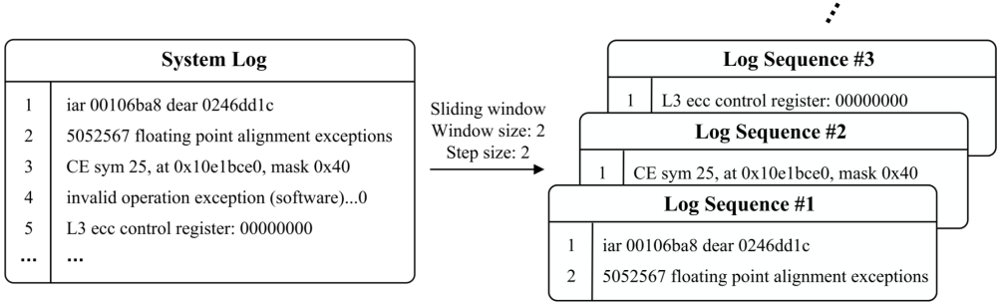 System Log
1 iar 00106ba8 dear 0246dd1c
2 5052567 floating point alignment exceptions
3 CE sym 25, at 0x10e1bce0, mask 0x40
4 invalid operation exception (software)...0
5 L3 ecc control register: 00000000
... ...
Sliding window
Window size: 2
Step size: 2
Log Sequence #3
1 L3 ecc control register: 00000000
Log Sequence #2
1 CE sym 25, at 0x10e1bce0, mask 0x40
Log Sequence #1
1 iar 00106ba8 dear 0246dd1c
2 5052567 floating point alignment exceptions